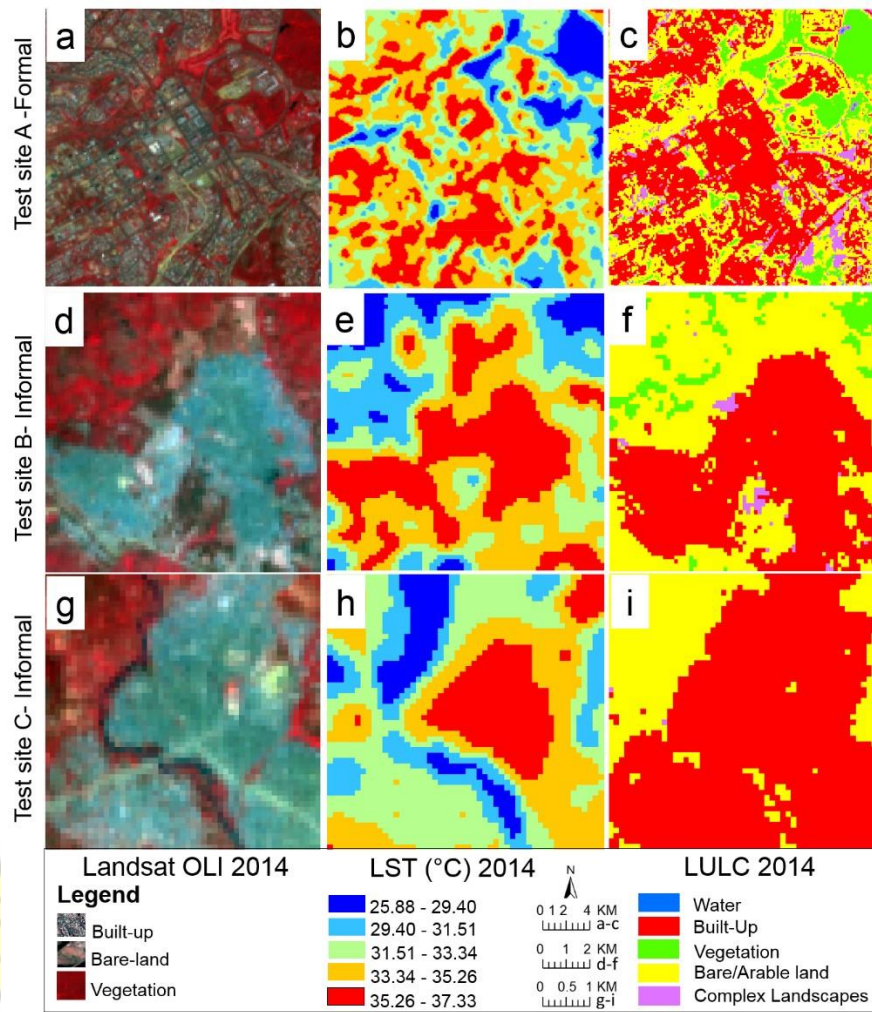 Test site A -Formal
a
b
c
Test site B- Informal
d
e
f
Test site C- Informal
g
h
i
Landsat OLI 2014
Legend
Built-up
Bare-land
Vegetation
LST (°C) 2014
25.88 - 29.40
29.40 - 31.51
31.51 - 33.34
33.34 - 35.26
35.26 - 37.33
N
0 1 2 4 KM
a-c
0 1 2 KM
d-f
0 0.5 1 KM
g-i
LULC 2014
Water
Built-Up
Vegetation
Bare/Arable land
Complex Landscapes